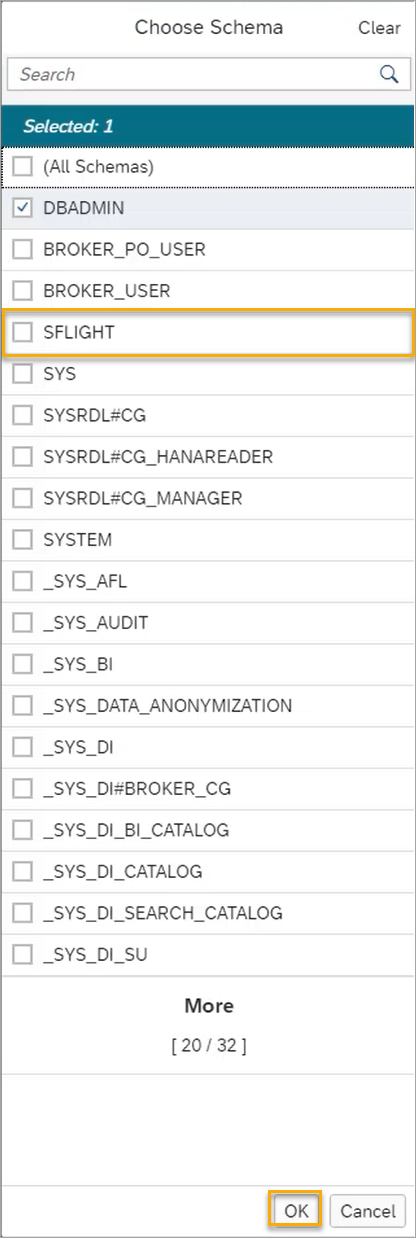 Choose Schema Clear
Search
Selected: 1
(All Schemas)
DBADMIN
BROKER_PO_USER
BROKER_USER
SFLIGHT
SYS
SYSRDL#CG
SYSRDL#CG_HANAREADER
SYSRDL#CG_MANAGER
SYSTEM
_SYS_AFL
_SYS_AUDIT
_SYS_BI
_SYS_DATA_ANONYMIZATION
_SYS_DI
_SYS_DI#BROKER_CG
_SYS_DI_BI_CATALOG
_SYS_DI_CATALOG
_SYS_DI_SEARCH_CATALOG
_SYS_DI_SU
More
[ 20 / 32 ]
OK Cancel